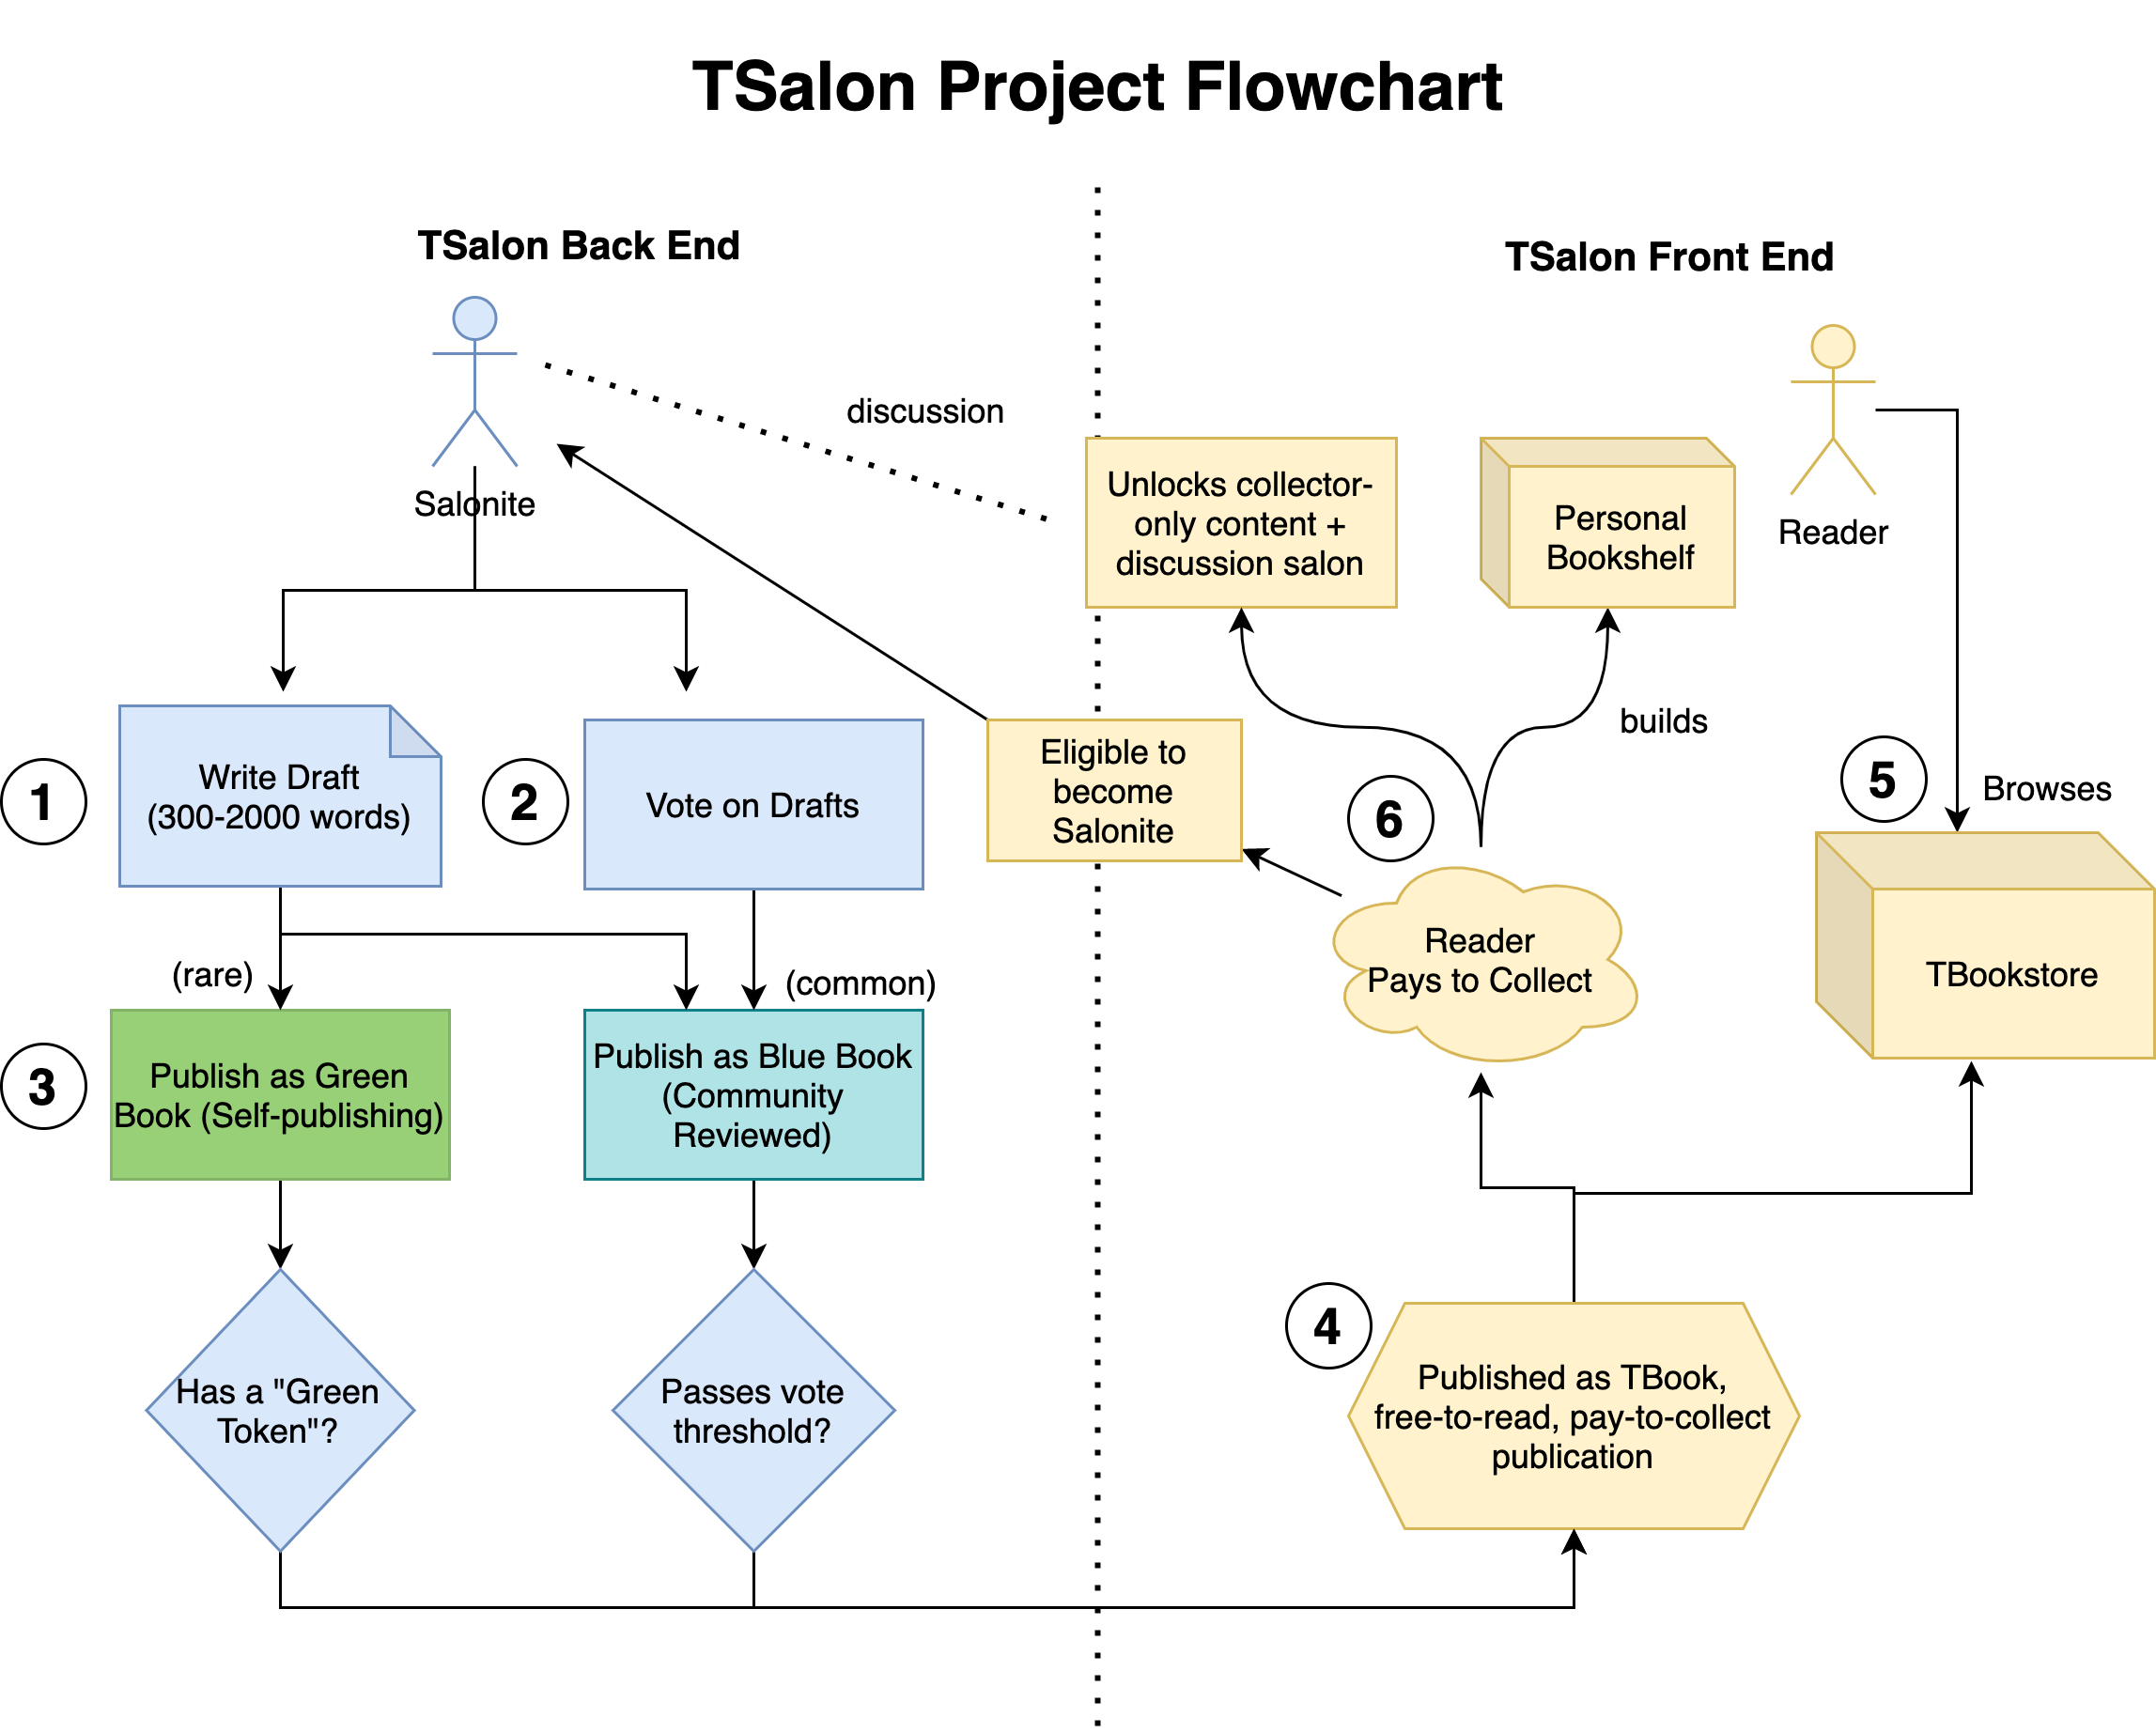 TSalon Project Flowchart
TSalon Back End
TSalon Front End
discussion
Salonite
Unlocks collector-
only content +
discussion salon
Personal
Bookshelf
Reader
builds
1
Write Draft
(300-2000 words)
2
Vote on Drafts
Eligible to
become
Salonite
6
5
Browses
Reader
Pays to Collect
TBookstore
(rare)
(common)
3
Publish as Green
Book (Self-publishing)
Publish as Blue Book
(Community
Reviewed)
Has a "Green
Token"?
Passes vote
threshold?
4
Published as TBook,
free-to-read, pay-to-collect
publication